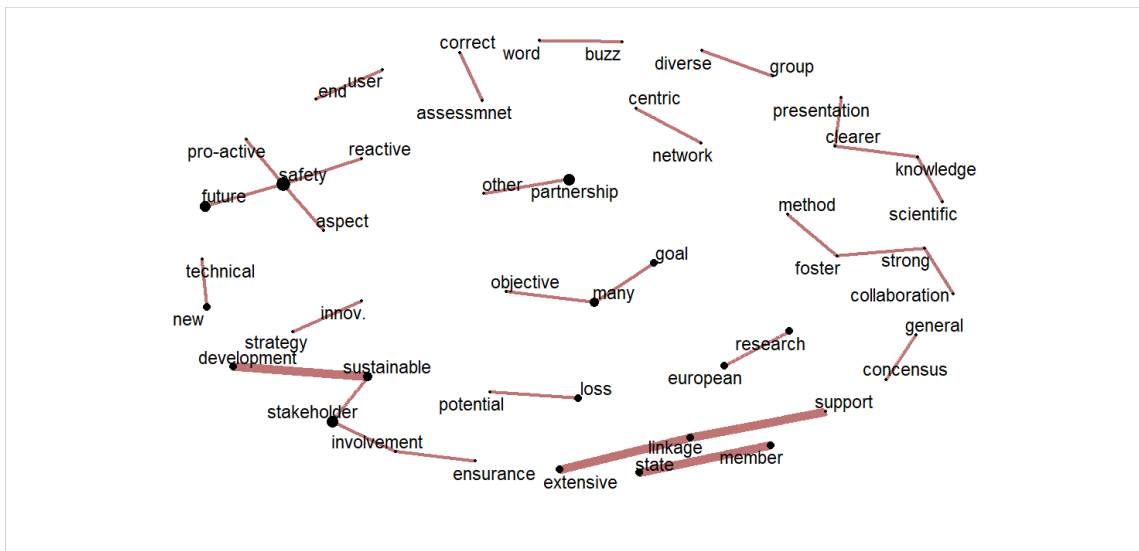 correct
word
buzz
diverse
group
end
user
assessmnet
centric
presentation
clearer
network
pro-active
reactive
safety
knowledge
future
other
partnership
scientific
aspect
method
goal
strong
foster
technical
objective
many
collaboration
new
innov.
general
strategy
research
development
sustainable
european
concensus
potential
loss
support
stakeholder
involvement
linkage
member
state
ensurance
extensive